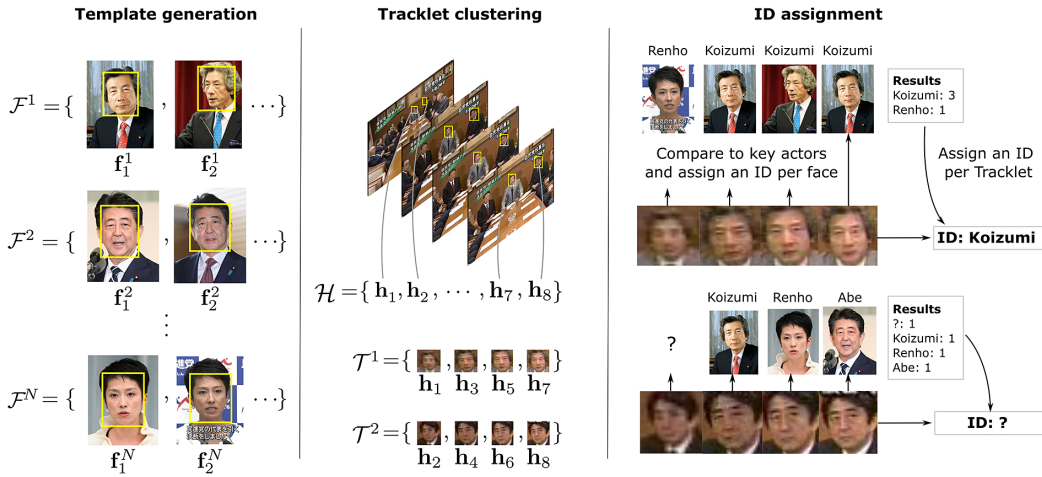 Template generation
ℱ¹ = { , ⋯}
f₁¹ f₂¹
ℱ² = { , ⋯}
f₁² f₂²
⋮
ℱᴺ = { , ⋯}
f₁ᴺ f₂ᴺ
Tracklet clustering
ℋ = { h₁, h₂, ⋯ , h₇, h₈}
𝒯¹ = { , , , }
h₁ h₃ h₅ h₇
𝒯² = { , , , }
h₂ h₄ h₆ h₈
ID assignment
Renho Koizumi Koizumi Koizumi
Results
Koizumi: 3
Renho: 1
Compare to key actors
and assign an ID per face
Assign an ID
per Tracklet
ID: Koizumi
Koizumi Renho Abe
?
Results
?: 1
Koizumi: 1
Renho: 1
Abe: 1
ID: ?